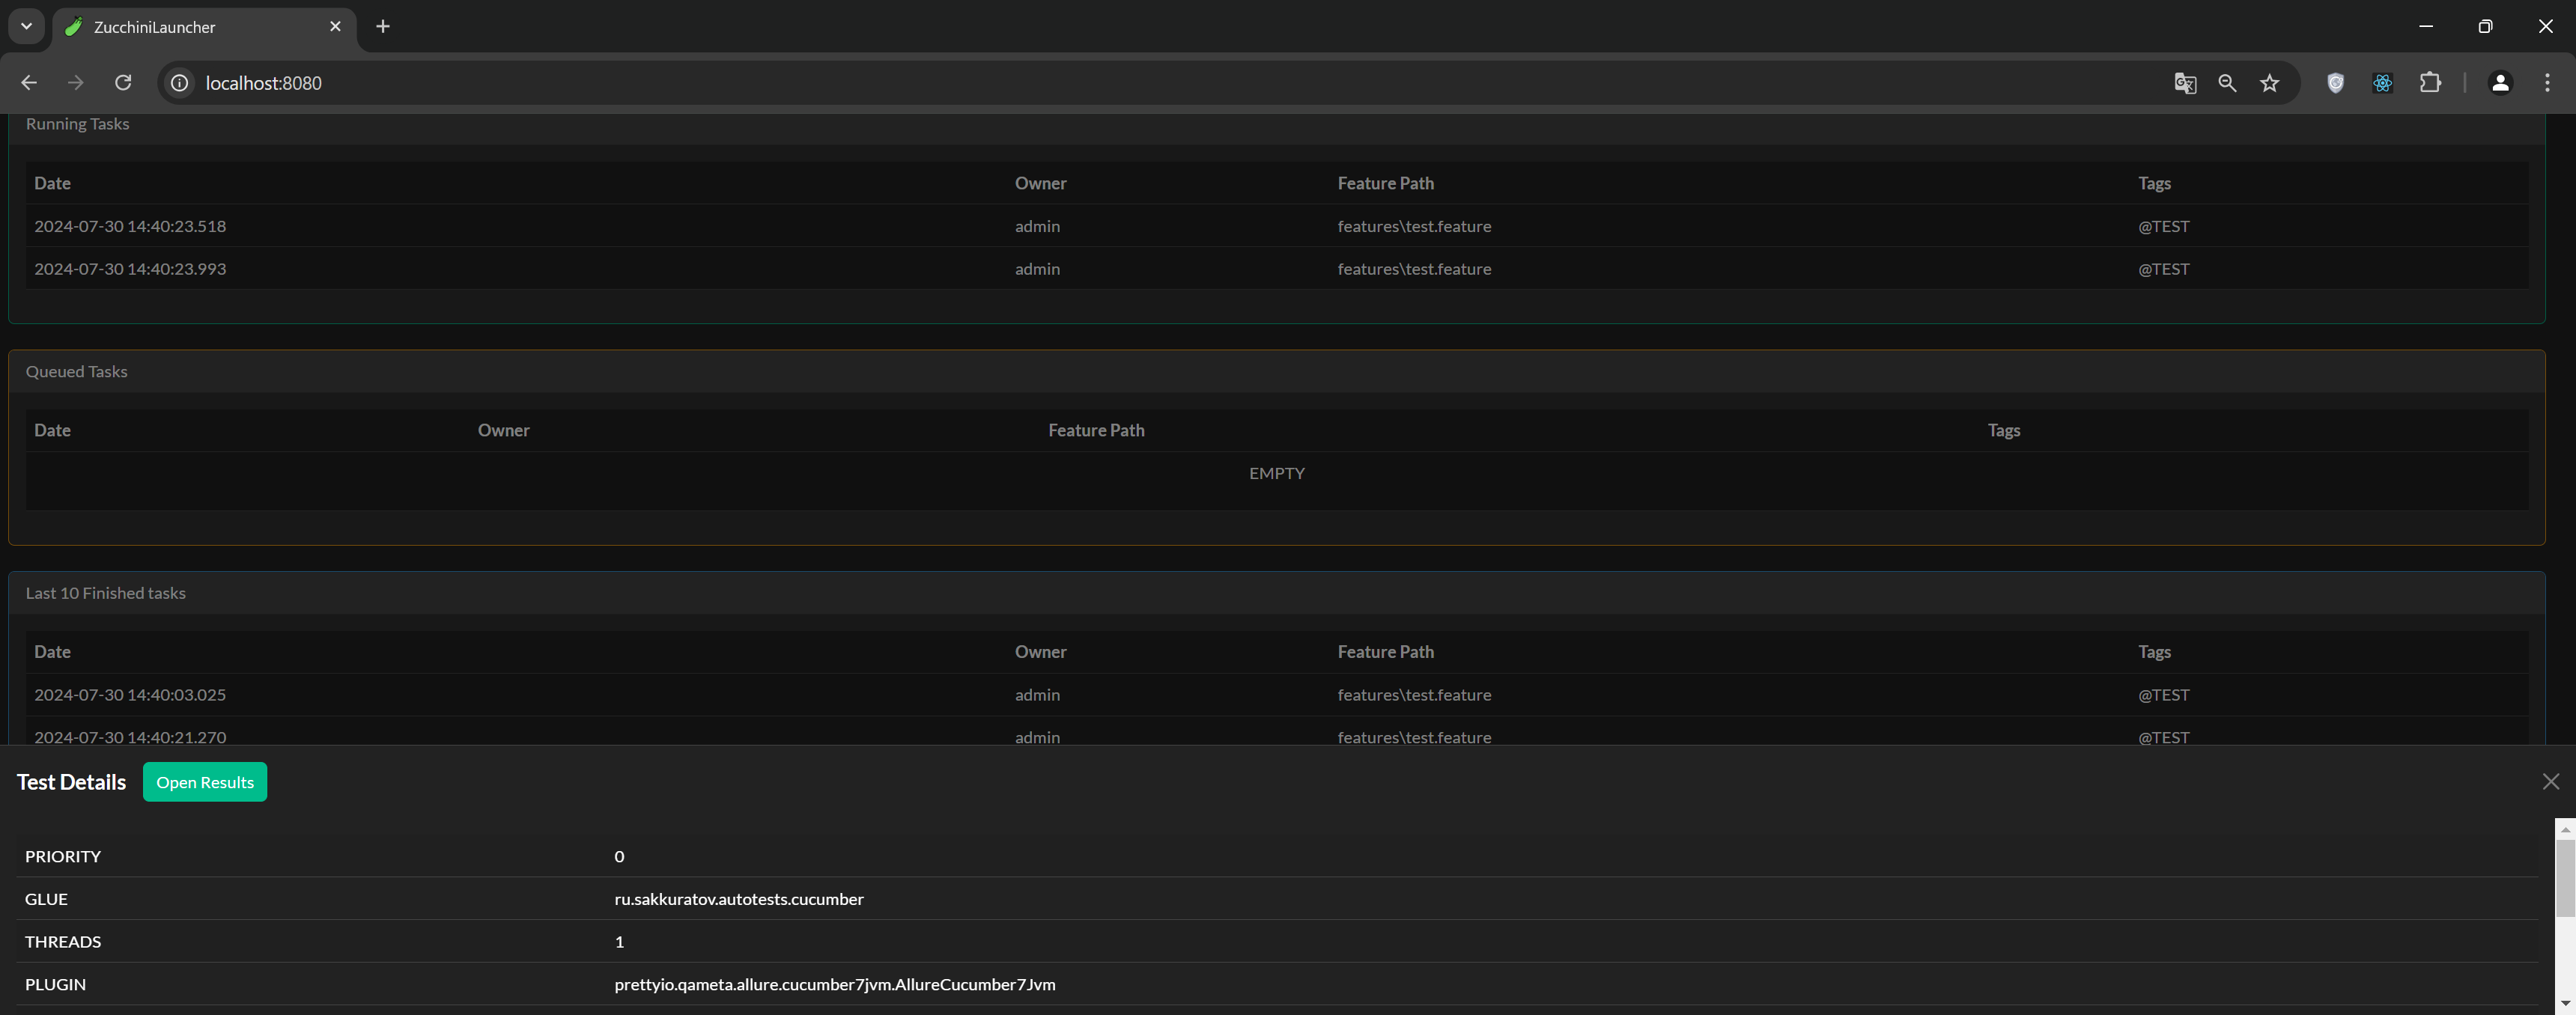 ZucchiniLauncher
localhost:8080
Running Tasks
Date Owner Feature Path Tags
2024-07-30 14:40:23.518 admin features\test.feature @TEST
2024-07-30 14:40:23.993 admin features\test.feature @TEST
Queued Tasks
Date Owner Feature Path Tags
EMPTY
Last 10 Finished tasks
Date Owner Feature Path Tags
2024-07-30 14:40:03.025 admin features\test.feature @TEST
2024-07-30 14:40:21.270 admin features\test.feature @TEST
Test Details Open Results
PRIORITY 0
GLUE ru.sakkuratov.autotests.cucumber
THREADS 1
PLUGIN prettyio.qameta.allure.cucumber7jvm.AllureCucumber7Jvm